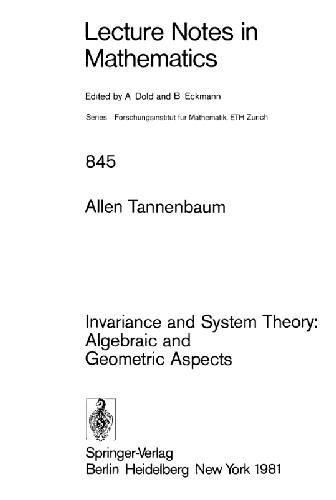 Lecture Notes in
Mathematics
Edited by A. Dold and B. Eckmann
Series: Forschungsinstitut für Mathematik, ETH Zürich
845
Allen Tannenbaum
Invariance and System Theory:
Algebraic and
Geometric Aspects
Springer-Verlag
Berlin Heidelberg New York 1981